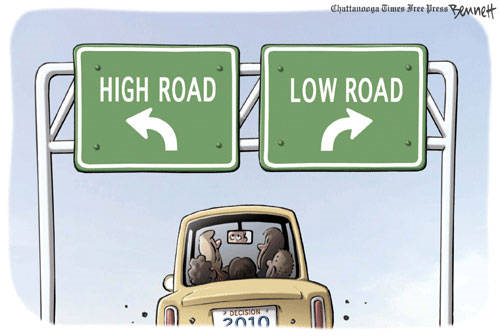 Chattanooga Times Free Press Bennett
HIGH ROAD
LOW ROAD
DECISION
2010